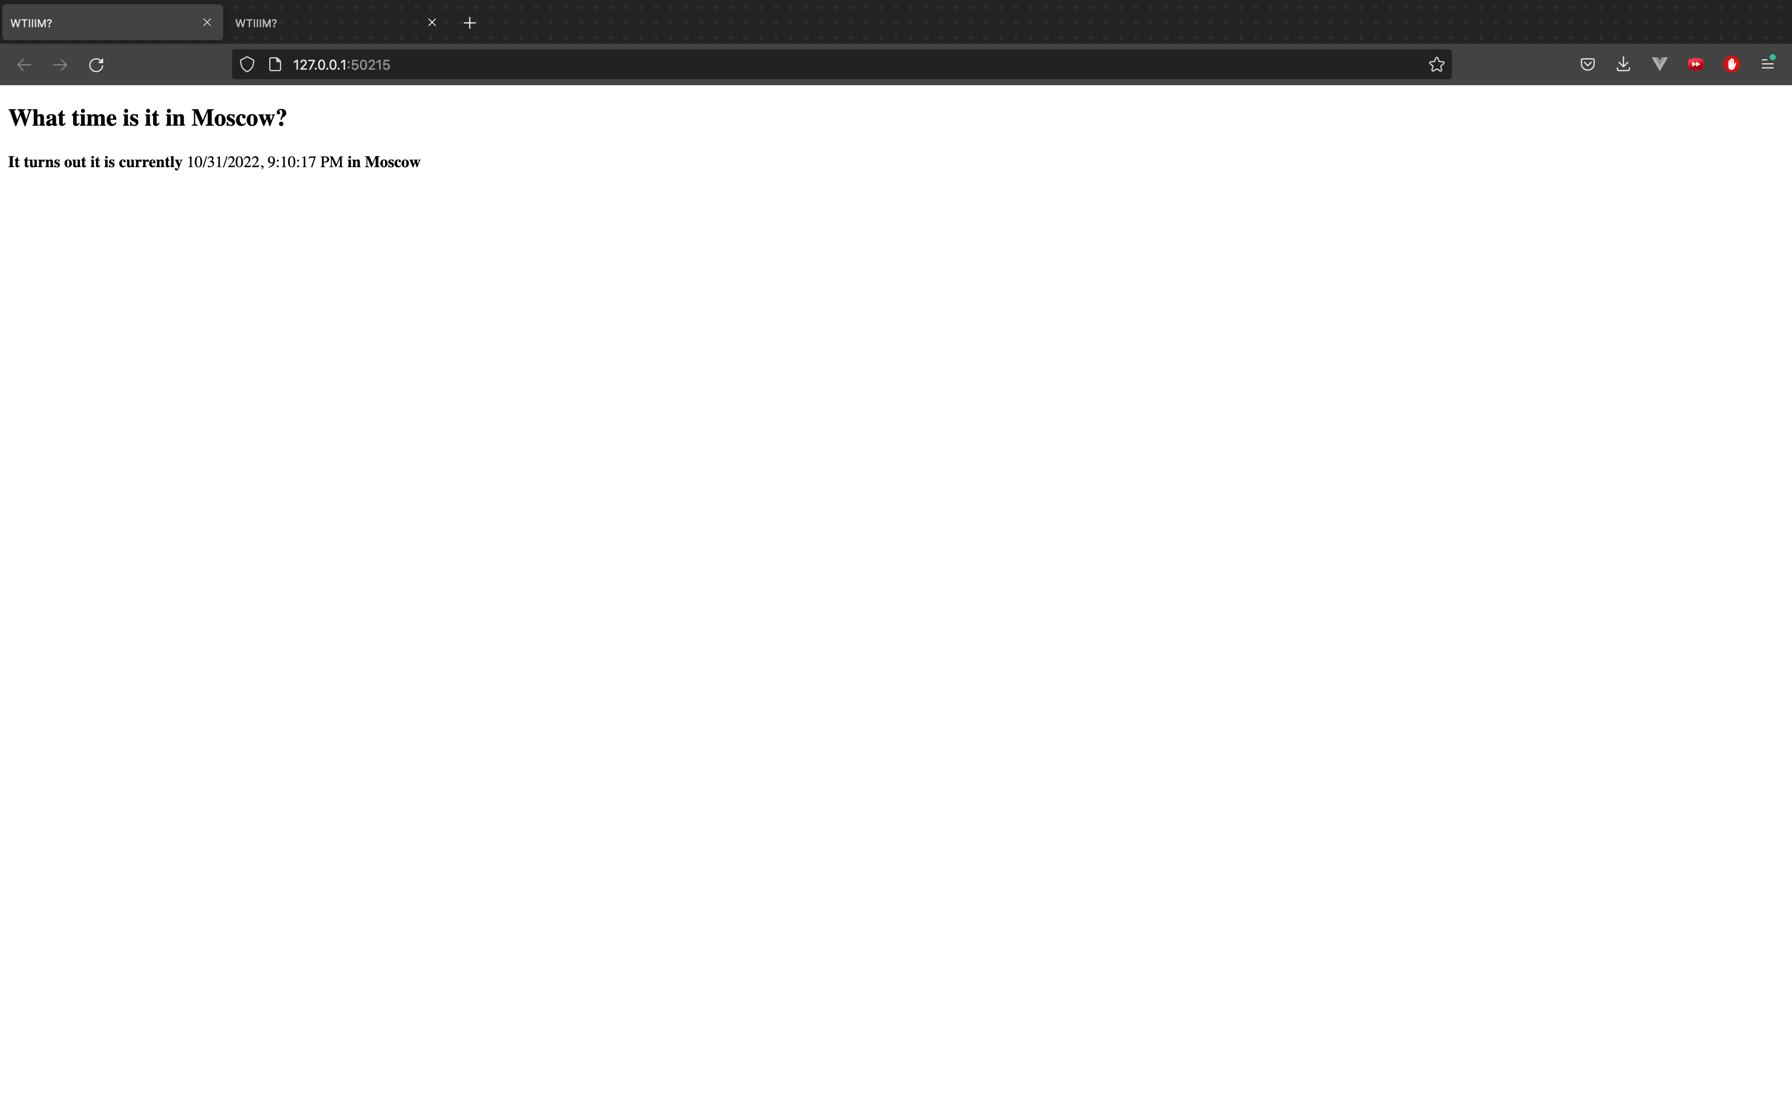 WTIIIM?
WTIIIM?
127.0.0.1:50215
What time is it in Moscow?
It turns out it is currently 10/31/2022, 9:10:17 PM in Moscow